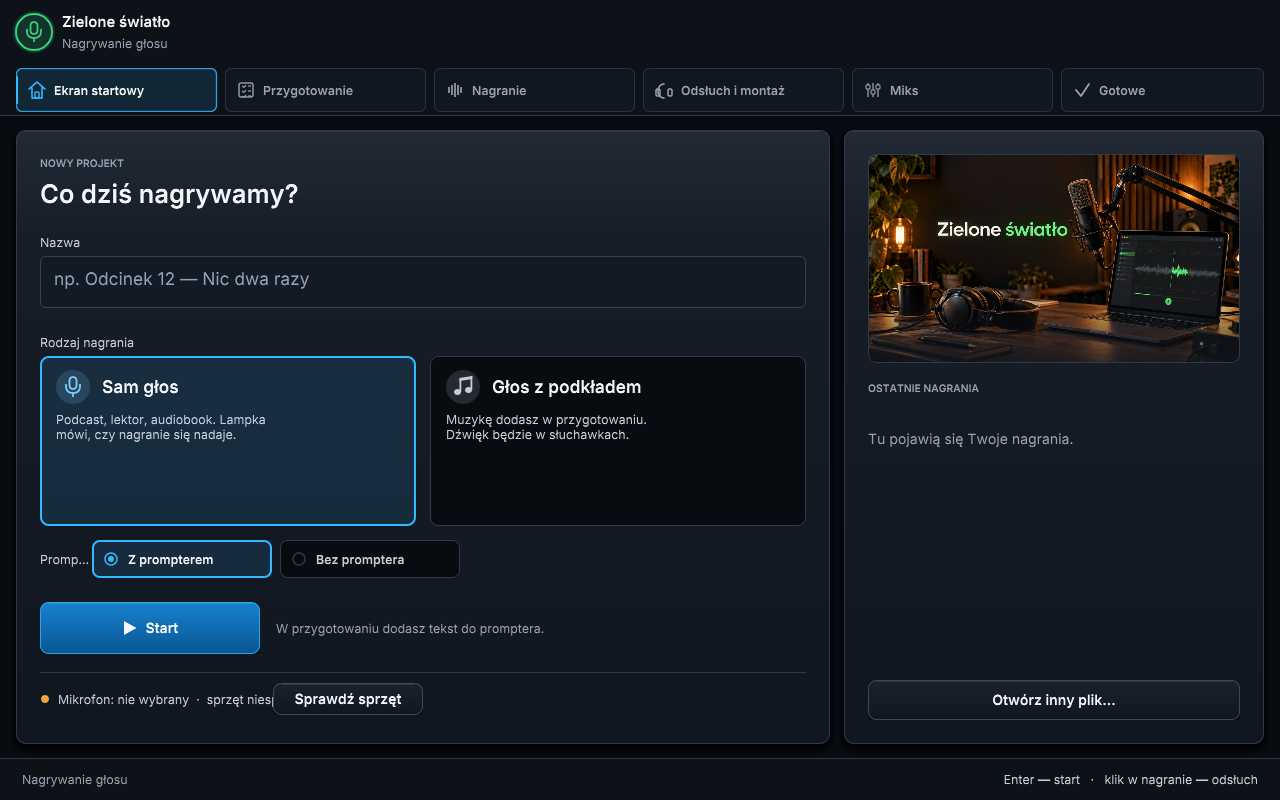 Zielone światło
Nagrywanie głosu
Ekran startowy
Przygotowanie
Nagranie
Odsłuch i montaż
Miks
Gotowe
NOWY PROJEKT
Co dziś nagrywamy?
Nazwa
np. Odcinek 12 — Nic dwa razy
Rodzaj nagrania
Sam głos
Podcast, lektor, audiobook. Lampka
mówi, czy nagranie się nadaje.
Głos z podkładem
Muzykę dodasz w przygotowaniu.
Dźwięk będzie w słuchawkach.
Promp...
Z prompterem
Bez promptera
Start
W przygotowaniu dodasz tekst do promptera.
Mikrofon: nie wybrany · sprzęt niesp
Sprawdź sprzęt
Zielone światło
OSTATNIE NAGRANIA
Tu pojawią się Twoje nagrania.
Otwórz inny plik...
Nagrywanie głosu
Enter — start · klik w nagranie — odsłuch